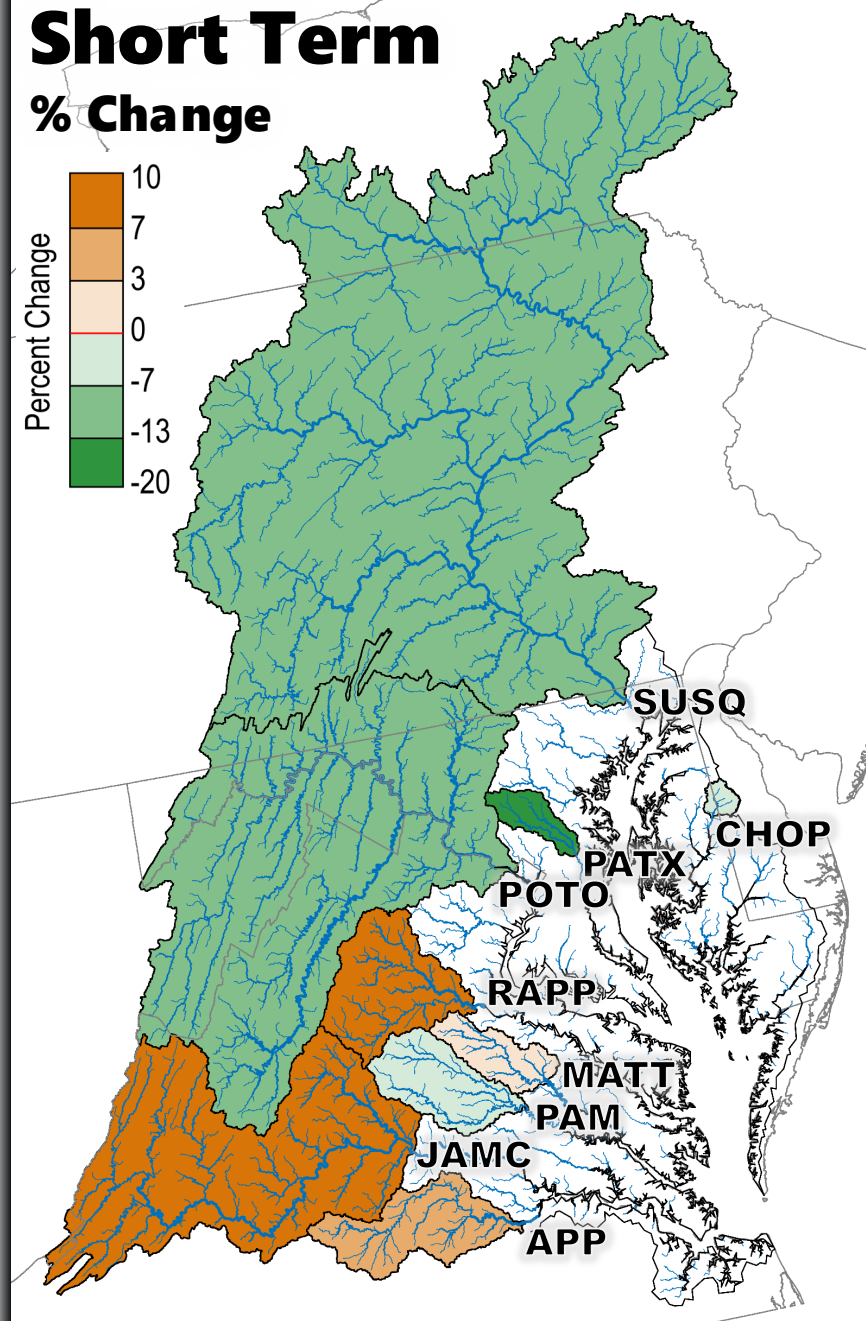 Short Term
% Change
Percent Change
10
7
3
0
-7
-13
-20
SUSQ
CHOP
PATX
POTO
RAPP
MATT
PAM
JAMC
APP